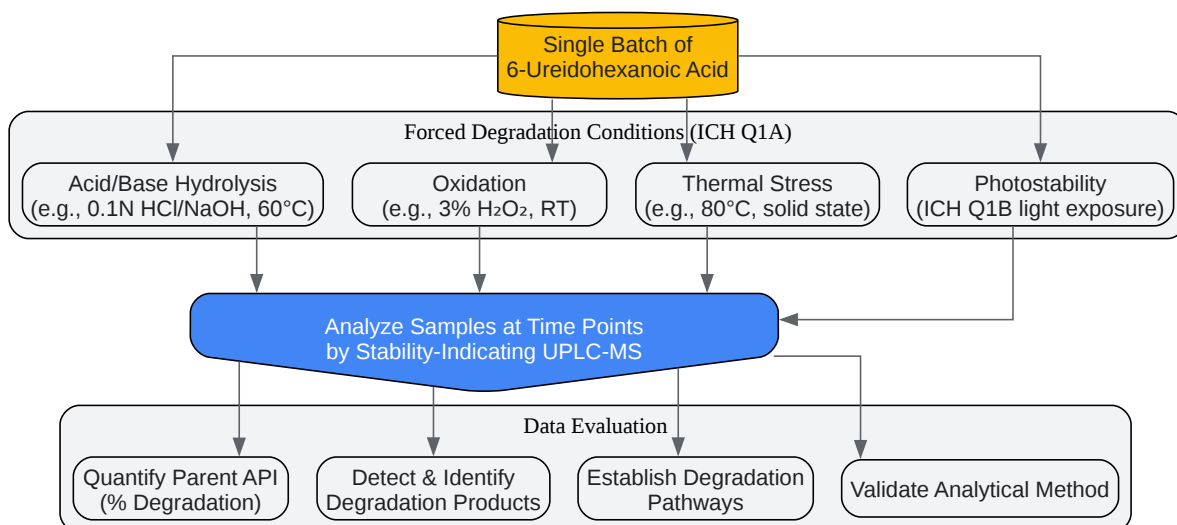 Single Batch of
6-Ureidohexanoic Acid
Forced Degradation Conditions (ICH Q1A)
Acid/Base Hydrolysis
(e.g., 0.1N HCl/NaOH, 60°C)
Oxidation
(e.g., 3% H₂O₂, RT)
Thermal Stress
(e.g., 80°C, solid state)
Photostability
(ICH Q1B light exposure)
Analyze Samples at Time Points
by Stability-Indicating UPLC-MS
Data Evaluation
Quantify Parent API
(% Degradation)
Detect & Identify
Degradation Products
Establish Degradation
Pathways
Validate Analytical Method